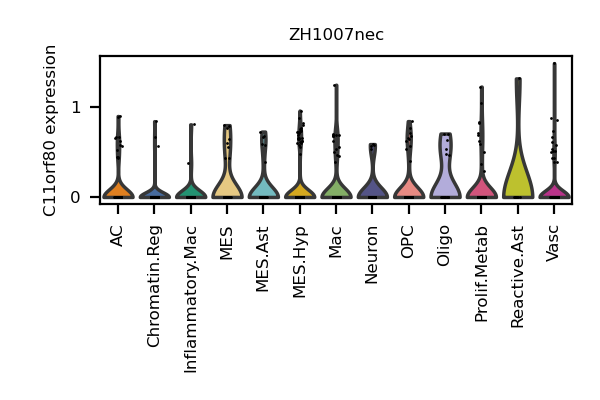 ZH1007nec
C11orf80 expression
1
0
AC
Chromatin.Reg
Inflammatory.Mac
MES
MES.Ast
MES.Hyp
Mac
Neuron
OPC
Oligo
Prolif.Metab
Reactive.Ast
Vasc